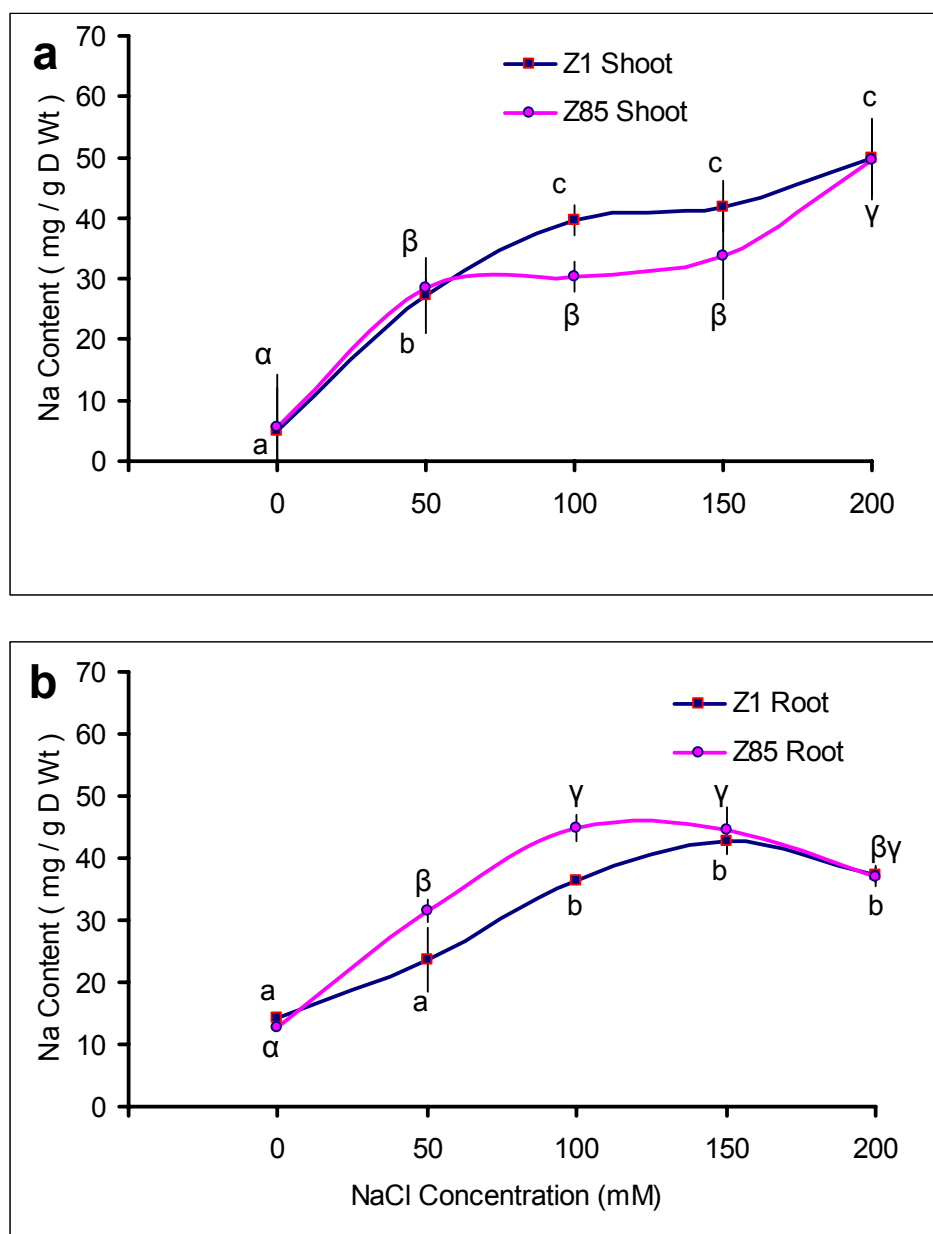 a
Z1 Shoot
Z85 Shoot
Na Content ( mg / g D Wt )
70
60
50
40
30
20
10
0
α
a
β
b
c
β
c
β
c
γ
0 50 100 150 200
b
Z1 Root
Z85 Root
Na Content ( mg / g D Wt )
70
60
50
40
30
20
10
0
a
α
β
a
γ
b
γ
b
βγ
b
0 50 100 150 200
NaCl Concentration (mM)